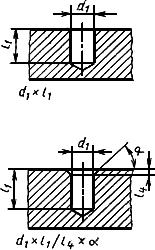 d₁
l₁
d₁ × l₁
d₁
α
l₁
l₄
d₁ × l₁ / l₄ × α